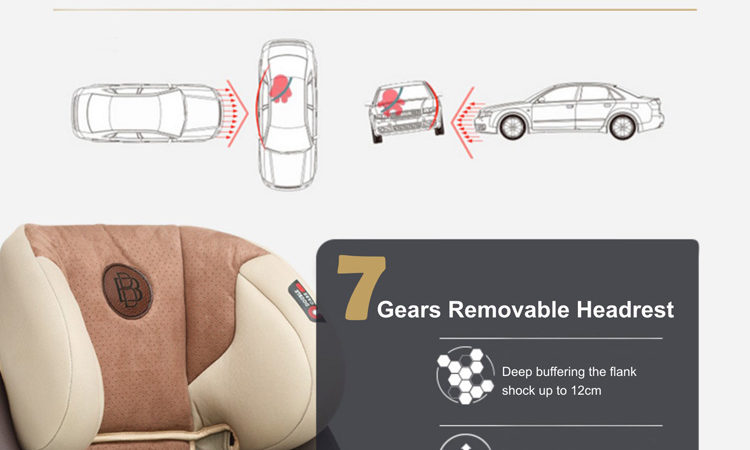 7
Gears Removable Headrest
Deep buffering the flank
shock up to 12cm